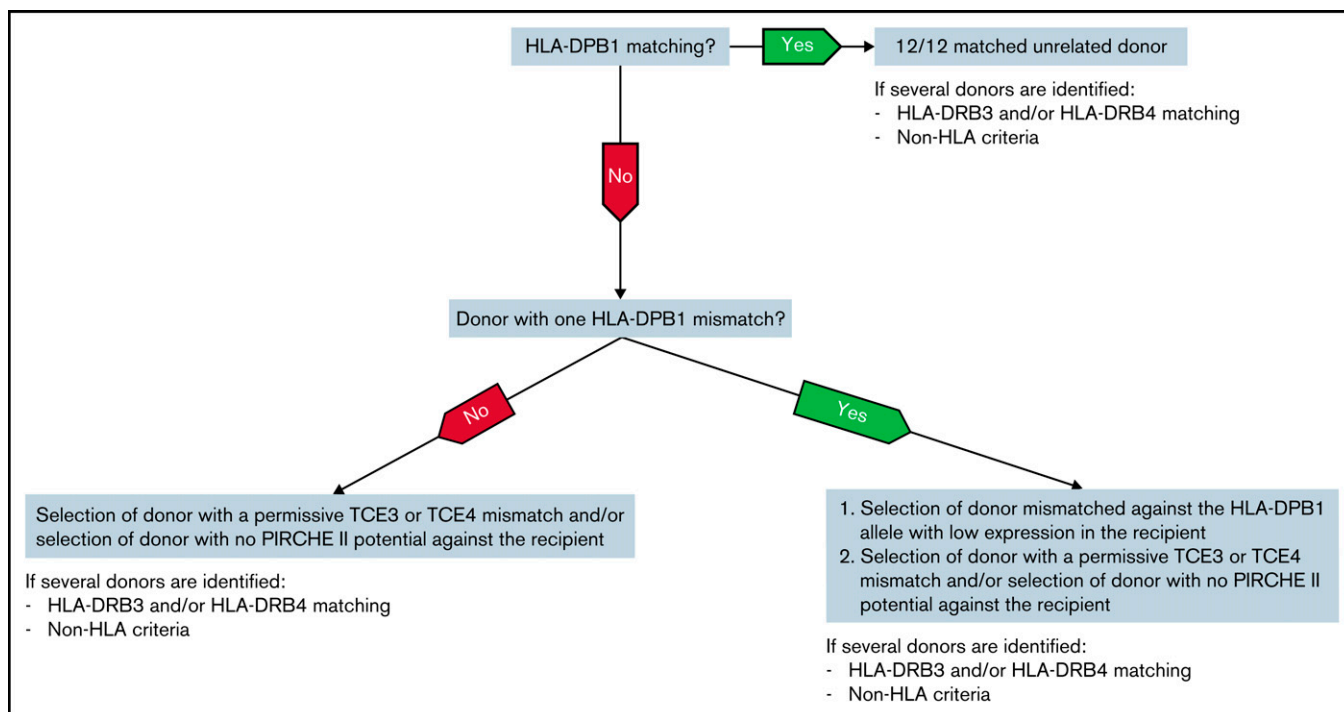 HLA-DPB1 matching?
Yes
12/12 matched unrelated donor
If several donors are identified:
- HLA-DRB3 and/or HLA-DRB4 matching
- Non-HLA criteria
No
Donor with one HLA-DPB1 mismatch?
No
Yes
Selection of donor with a permissive TCE3 or TCE4 mismatch and/or
selection of donor with no PIRCHE II potential against the recipient
If several donors are identified:
- HLA-DRB3 and/or HLA-DRB4 matching
- Non-HLA criteria
1. Selection of donor mismatched against the HLA-DPB1
allele with low expression in the recipient
2. Selection of donor with a permissive TCE3 or TCE4
mismatch and/or selection of donor with no PIRCHE II
potential against the recipient
If several donors are identified:
- HLA-DRB3 and/or HLA-DRB4 matching
- Non-HLA criteria